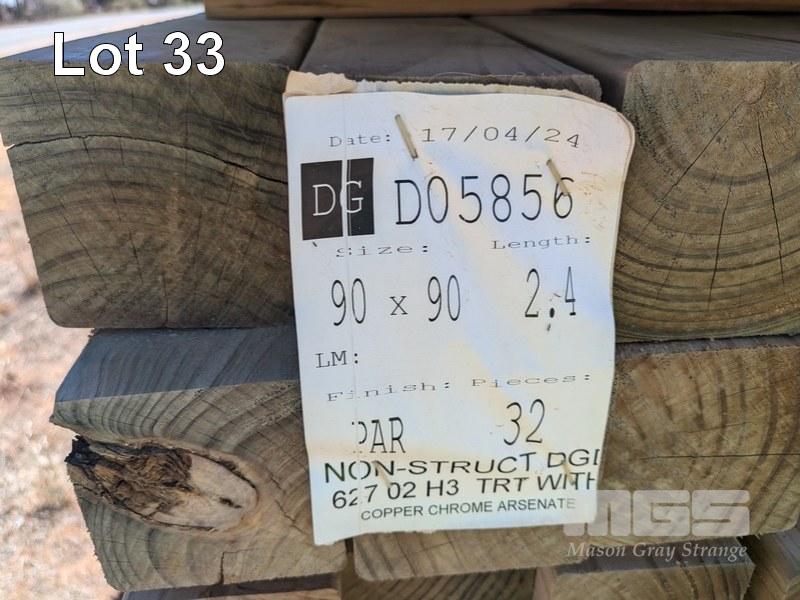 Lot 33
Date: 17/04/24
DG D05856
Size: Length:
90 x 90 2.4
LM:
Finish: Pieces:
PAR 32
NON-STRUCT DGI
627 02 H3 TRT WITH
COPPER CHROME ARSENATE
MGS
Mason Gray Strange